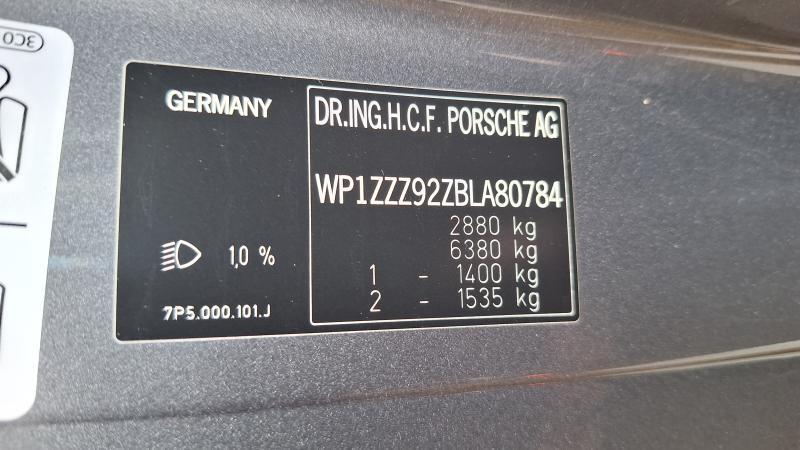 3C0
GERMANY
DR.ING.H.C.F. PORSCHE AG
WP1ZZZ92ZBLA80784
2880 kg
6380 kg
1 - 1400 kg
2 - 1535 kg
1,0 %
7P5.000.101.J